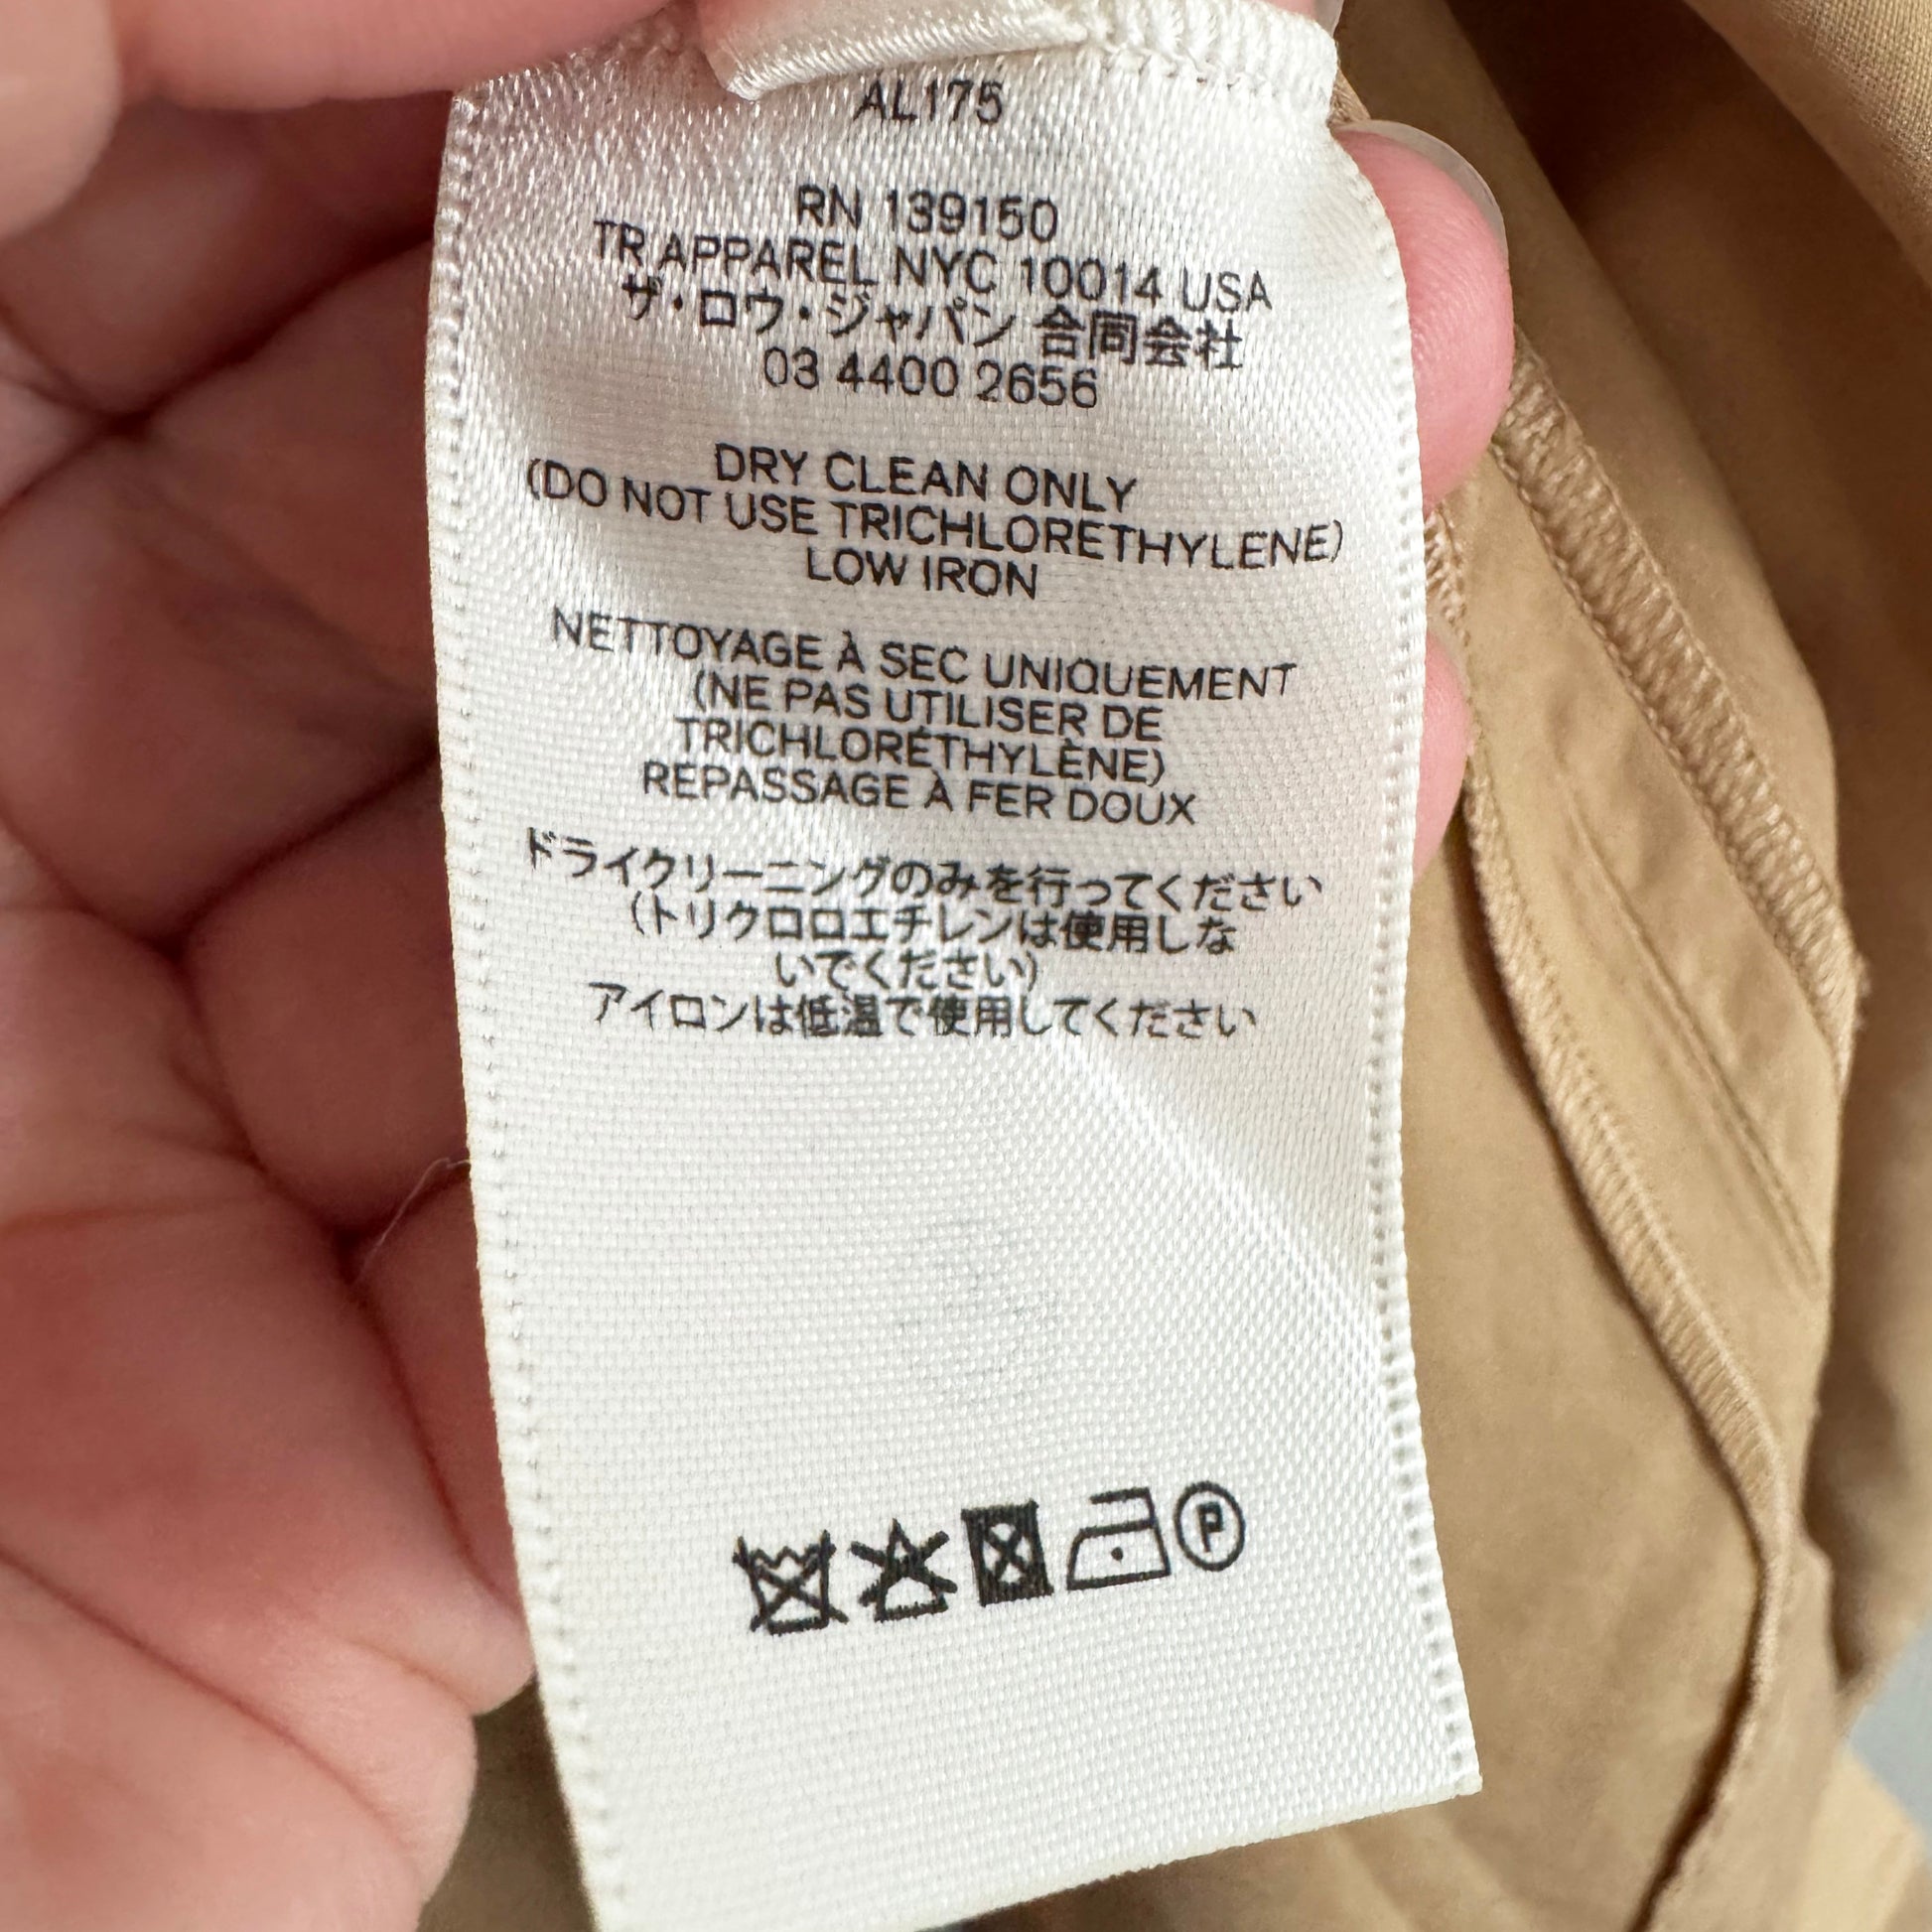 AL175
RN 139150
TR APPAREL NYC 10014 USA
ザ・ロウ・ジャパン 合同会社
03 4400 2656
DRY CLEAN ONLY
(DO NOT USE TRICHLORETHYLENE)
LOW IRON
NETTOYAGE À SEC UNIQUEMENT
(NE PAS UTILISER DE
TRICHLORÉTHYLÈNE)
REPASSAGE À FER DOUX
ドライクリーニングのみを行ってください
(トリクロロエチレンは使用しな
いでください)
アイロンは低温で使用してください
P